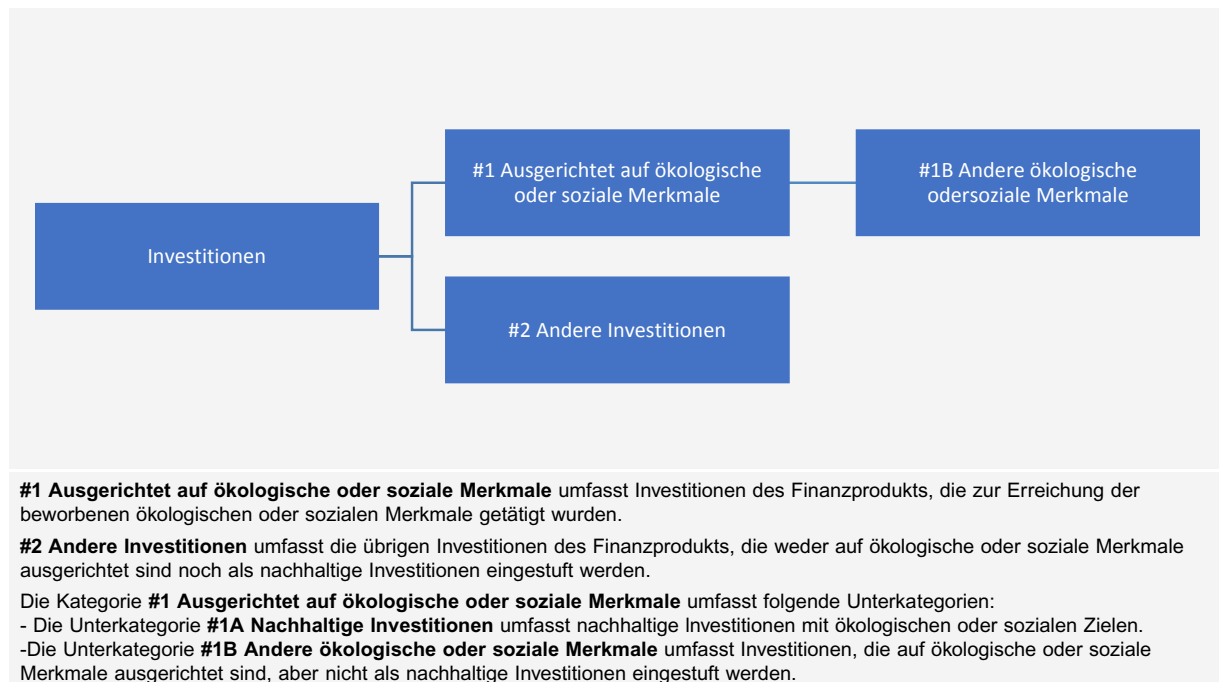 #1 Ausgerichtet auf ökologische
oder soziale Merkmale
#1B Andere ökologische
odersoziale Merkmale
Investitionen
#2 Andere Investitionen
#1 Ausgerichtet auf ökologische oder soziale Merkmale umfasst Investitionen des Finanzprodukts, die zur Erreichung der
beworbenen ökologischen oder sozialen Merkmale getätigt wurden.
#2 Andere Investitionen umfasst die übrigen Investitionen des Finanzprodukts, die weder auf ökologische oder soziale Merkmale
ausgerichtet sind noch als nachhaltige Investitionen eingestuft werden.
Die Kategorie #1 Ausgerichtet auf ökologische oder soziale Merkmale umfasst folgende Unterkategorien:
- Die Unterkategorie #1A Nachhaltige Investitionen umfasst nachhaltige Investitionen mit ökologischen oder sozialen Zielen.
-Die Unterkategorie #1B Andere ökologische oder soziale Merkmale umfasst Investitionen, die auf ökologische oder soziale
Merkmale ausgerichtet sind, aber nicht als nachhaltige Investitionen eingestuft werden.